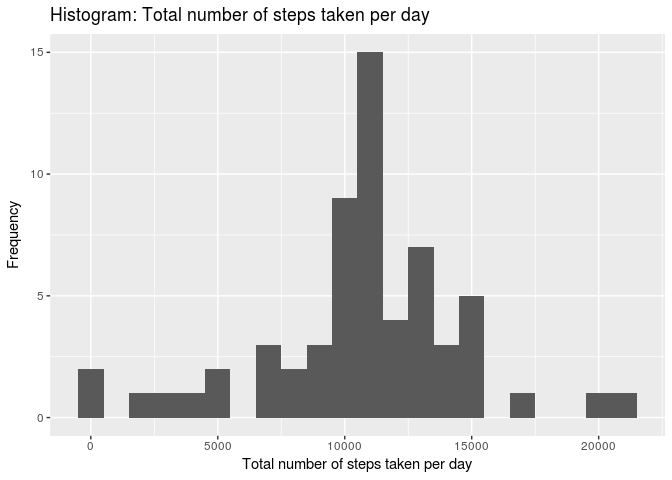 Histogram: Total number of steps taken per day
15
10
5
0
Frequency
0 5000 10000 15000 20000
Total number of steps taken per day